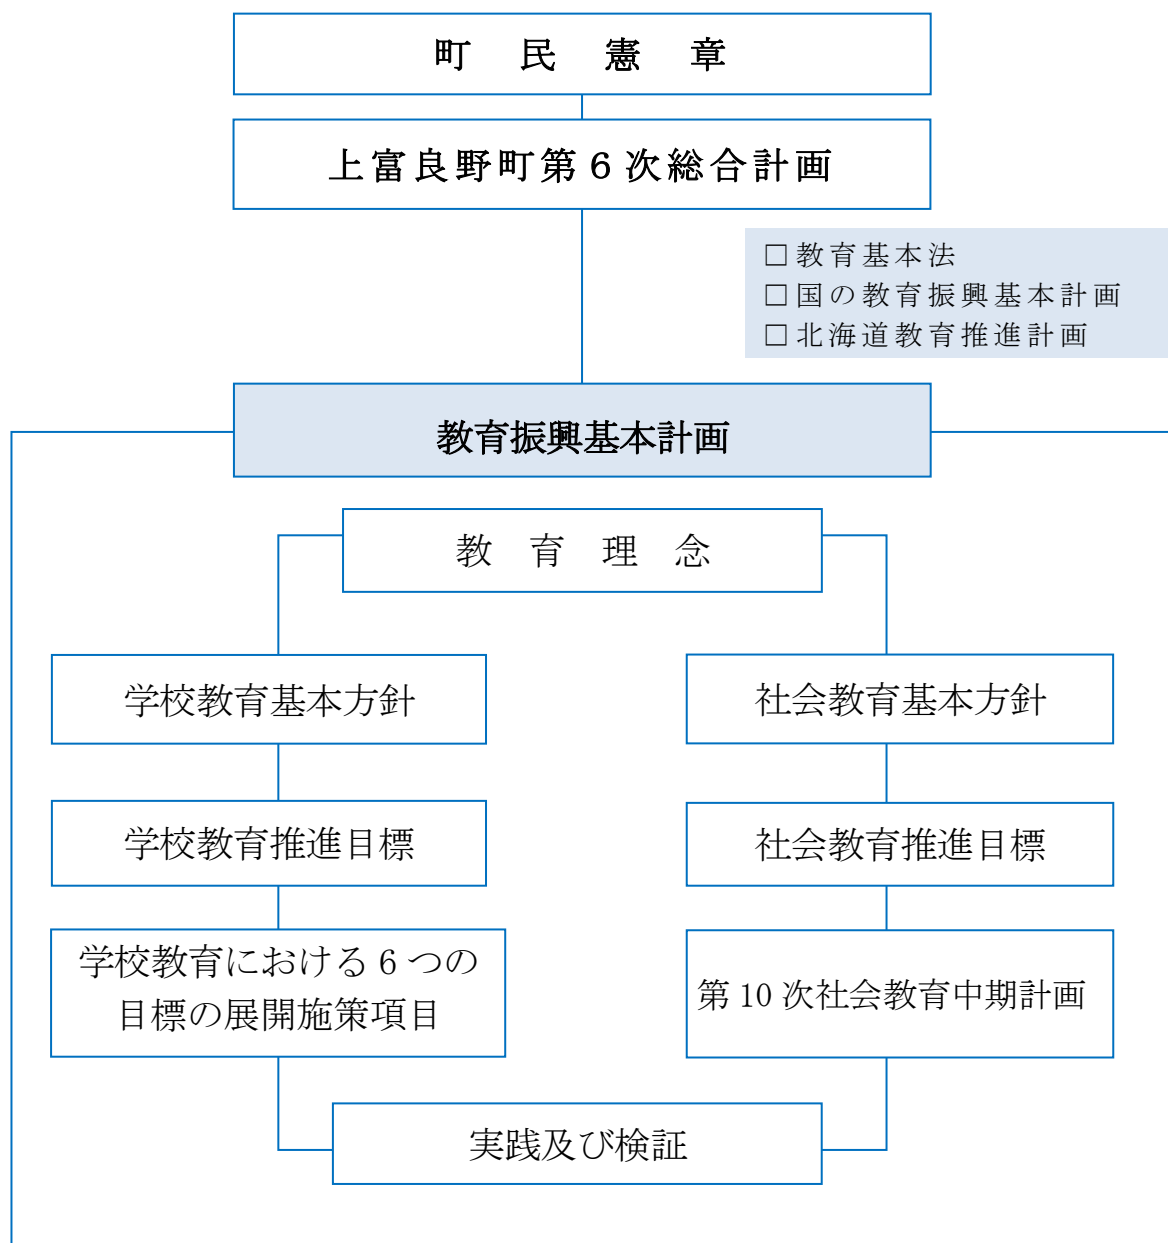 町　民　憲　章
上富良野町第６次総合計画
□教育基本法
□国の教育振興基本計画
□北海道教育推進計画
教育振興基本計画
教　育　理　念
学校教育基本方針
社会教育基本方針
学校教育推進目標
社会教育推進目標
学校教育における６つの
目標の展開施策項目
第 10 次社会教育中期計画
実践及び検証